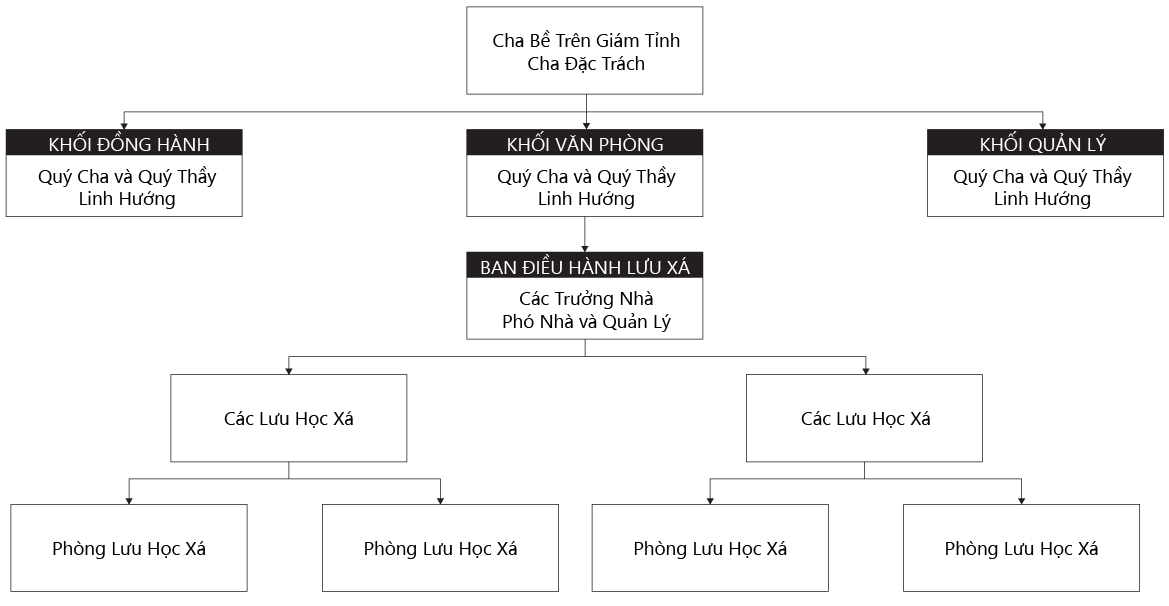 Cha Bề Trên Giám Tỉnh
Cha Đặc Trách
KHỐI ĐỒNG HÀNH
Quý Cha và Quý Thầy
Linh Hướng
KHỐI VĂN PHÒNG
Quý Cha và Quý Thầy
Linh Hướng
KHỐI QUẢN LÝ
Quý Cha và Quý Thầy
Linh Hướng
BAN ĐIỀU HÀNH LƯU XÁ
Các Trưởng Nhà
Phó Nhà và Quản Lý
Các Lưu Học Xá
Các Lưu Học Xá
Phòng Lưu Học Xá
Phòng Lưu Học Xá
Phòng Lưu Học Xá
Phòng Lưu Học Xá